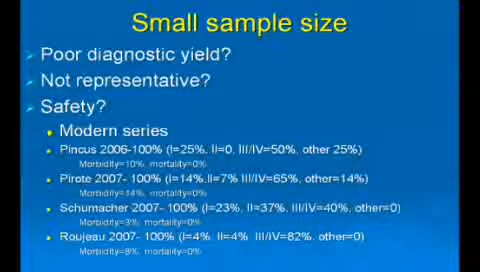 Small sample size
Poor diagnostic yield?
Not representative?
Safety?
Modern series
Pincus 2006-100% (I=25%, II=0, III/IV=50%, other 25%)
Morbidity=10%, mortality=0%
Pirote 2007- 100% (I=14%,II=7% III/IV=65%, other=14%)
Morbidity=14%, mortality=0%
Schumacher 2007- 100% (I=23%, II=37%, III/IV=40%, other=0)
Morbidity=3%, mortality=0%
Roujeau 2007- 100% (I=4%, II=4% III/IV=82%, other=0)
Morbidity=8%, mortality=0%